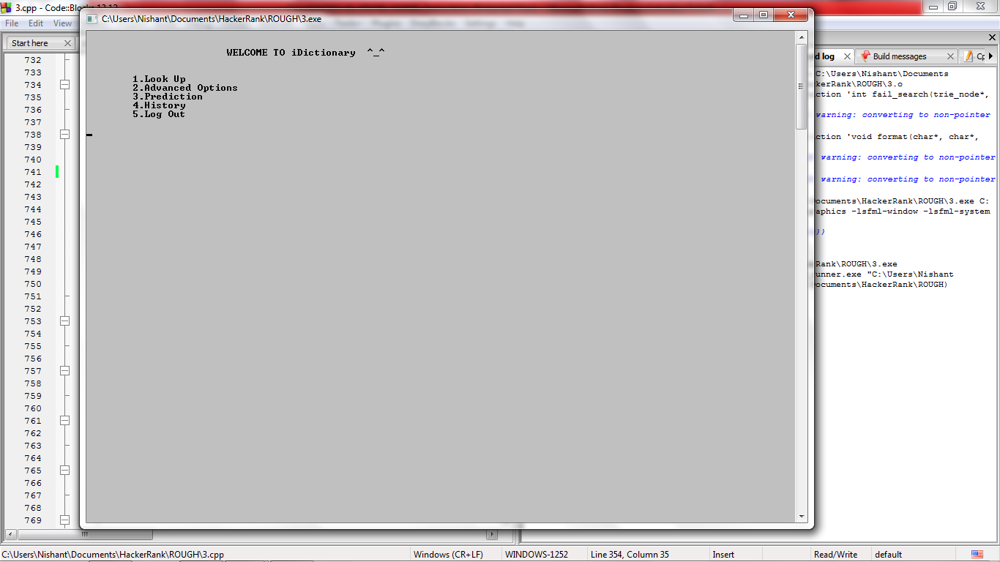 3.cpp - Code::Blocks 13.12
C:\Users\Nishant\Documents\HackerRank\ROUGH\3.exe
File Edit View
Start here
WELCOME TO iDictionary ^_^
1.Look Up
2.Advanced Options
3.Prediction
4.History
5.Log Out
732
733
734
735
736
737
738
739
740
741
742
743
744
745
746
747
748
749
750
751
752
753
754
755
756
757
758
759
760
761
762
763
764
765
766
767
768
769
d log
Build messages
Cp
C:\Users\Nishant\Documents
kerRank\ROUGH\3.o
ction 'int fail_search(trie_node*,
warning: converting to non-pointer
ction 'void format(char*, char*,
warning: converting to non-pointer
warning: converting to non-pointer
ocuments\HackerRank\ROUGH\3.exe C:
aphics -lsfml-window -lsfml-system
))
Rank\ROUGH\3.exe
unner.exe "C:\Users\Nishant
ocuments\HackerRank\ROUGH)
C:\Users\Nishant\Documents\HackerRank\ROUGH\3.cpp
Windows (CR+LF)
WINDOWS-1252
Line 354, Column 35
Insert
Read/Write
default